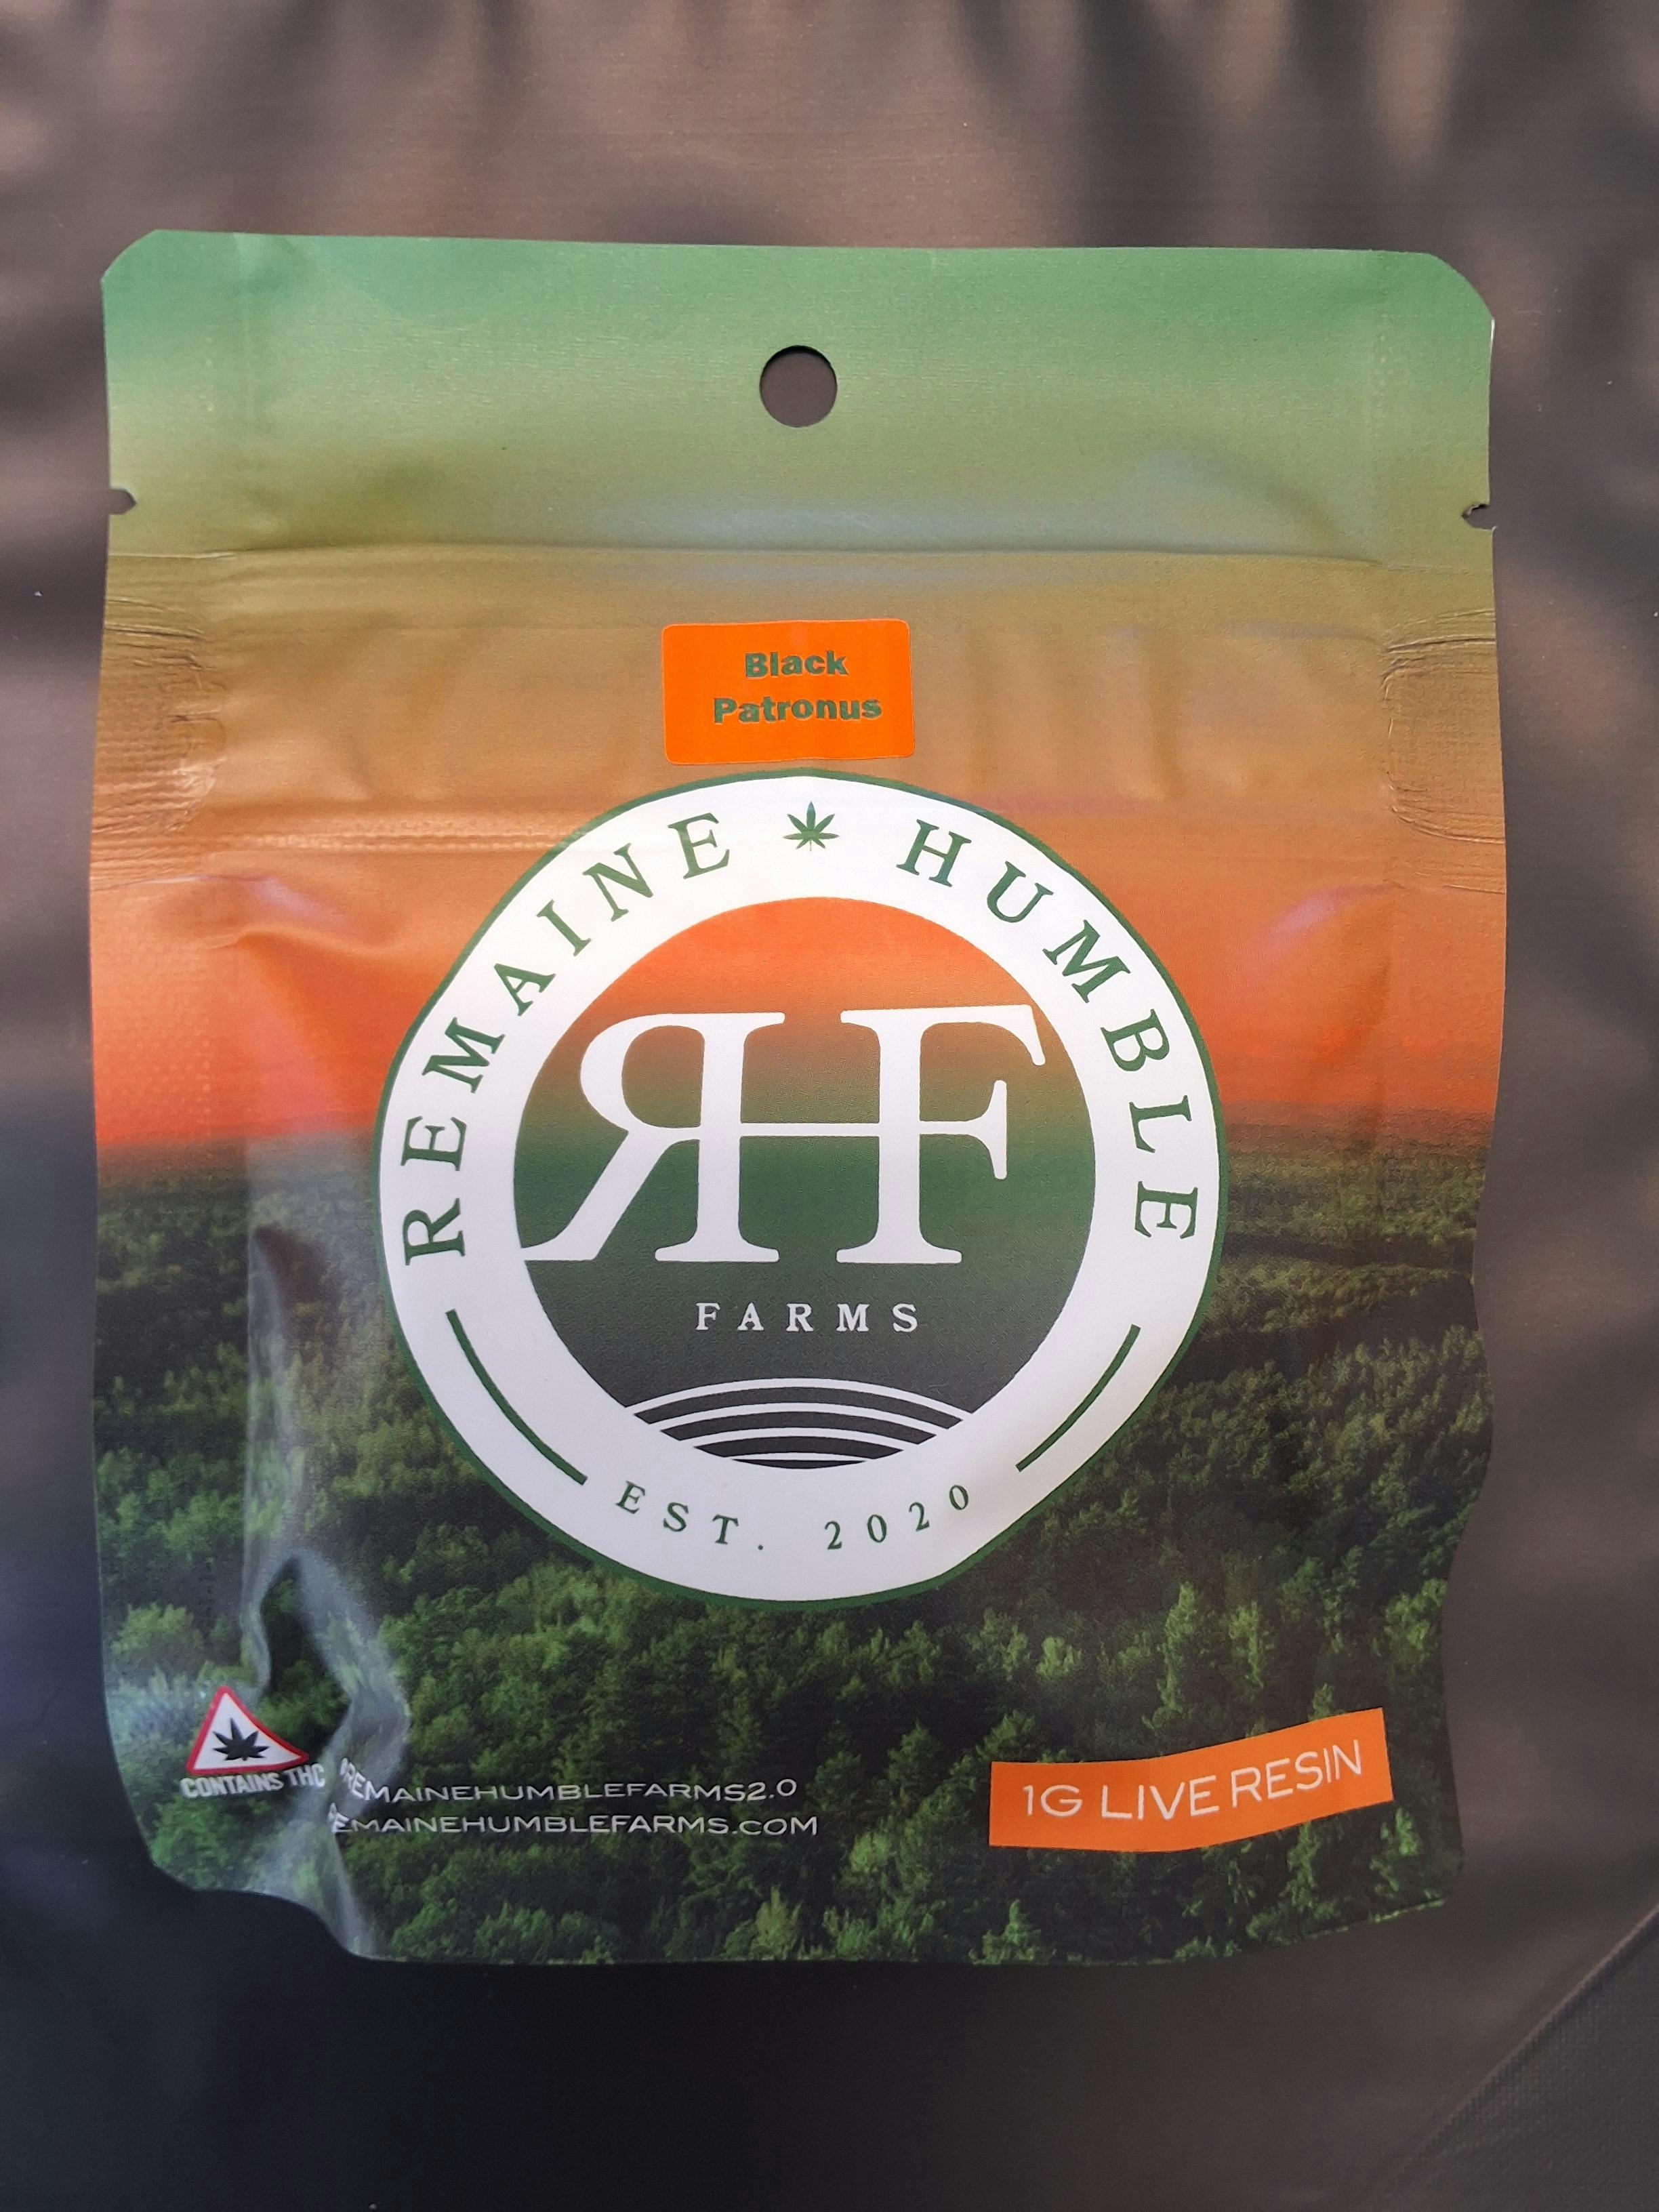 Black
Patronus
REMAINE HUMBLE
RHF
FARMS
EST. 2020
CONTAINS THC
REMAINEHUMBLEFARMS2.0
REMAINEHUMBLEFARMS.COM
1G LIVE RESIN